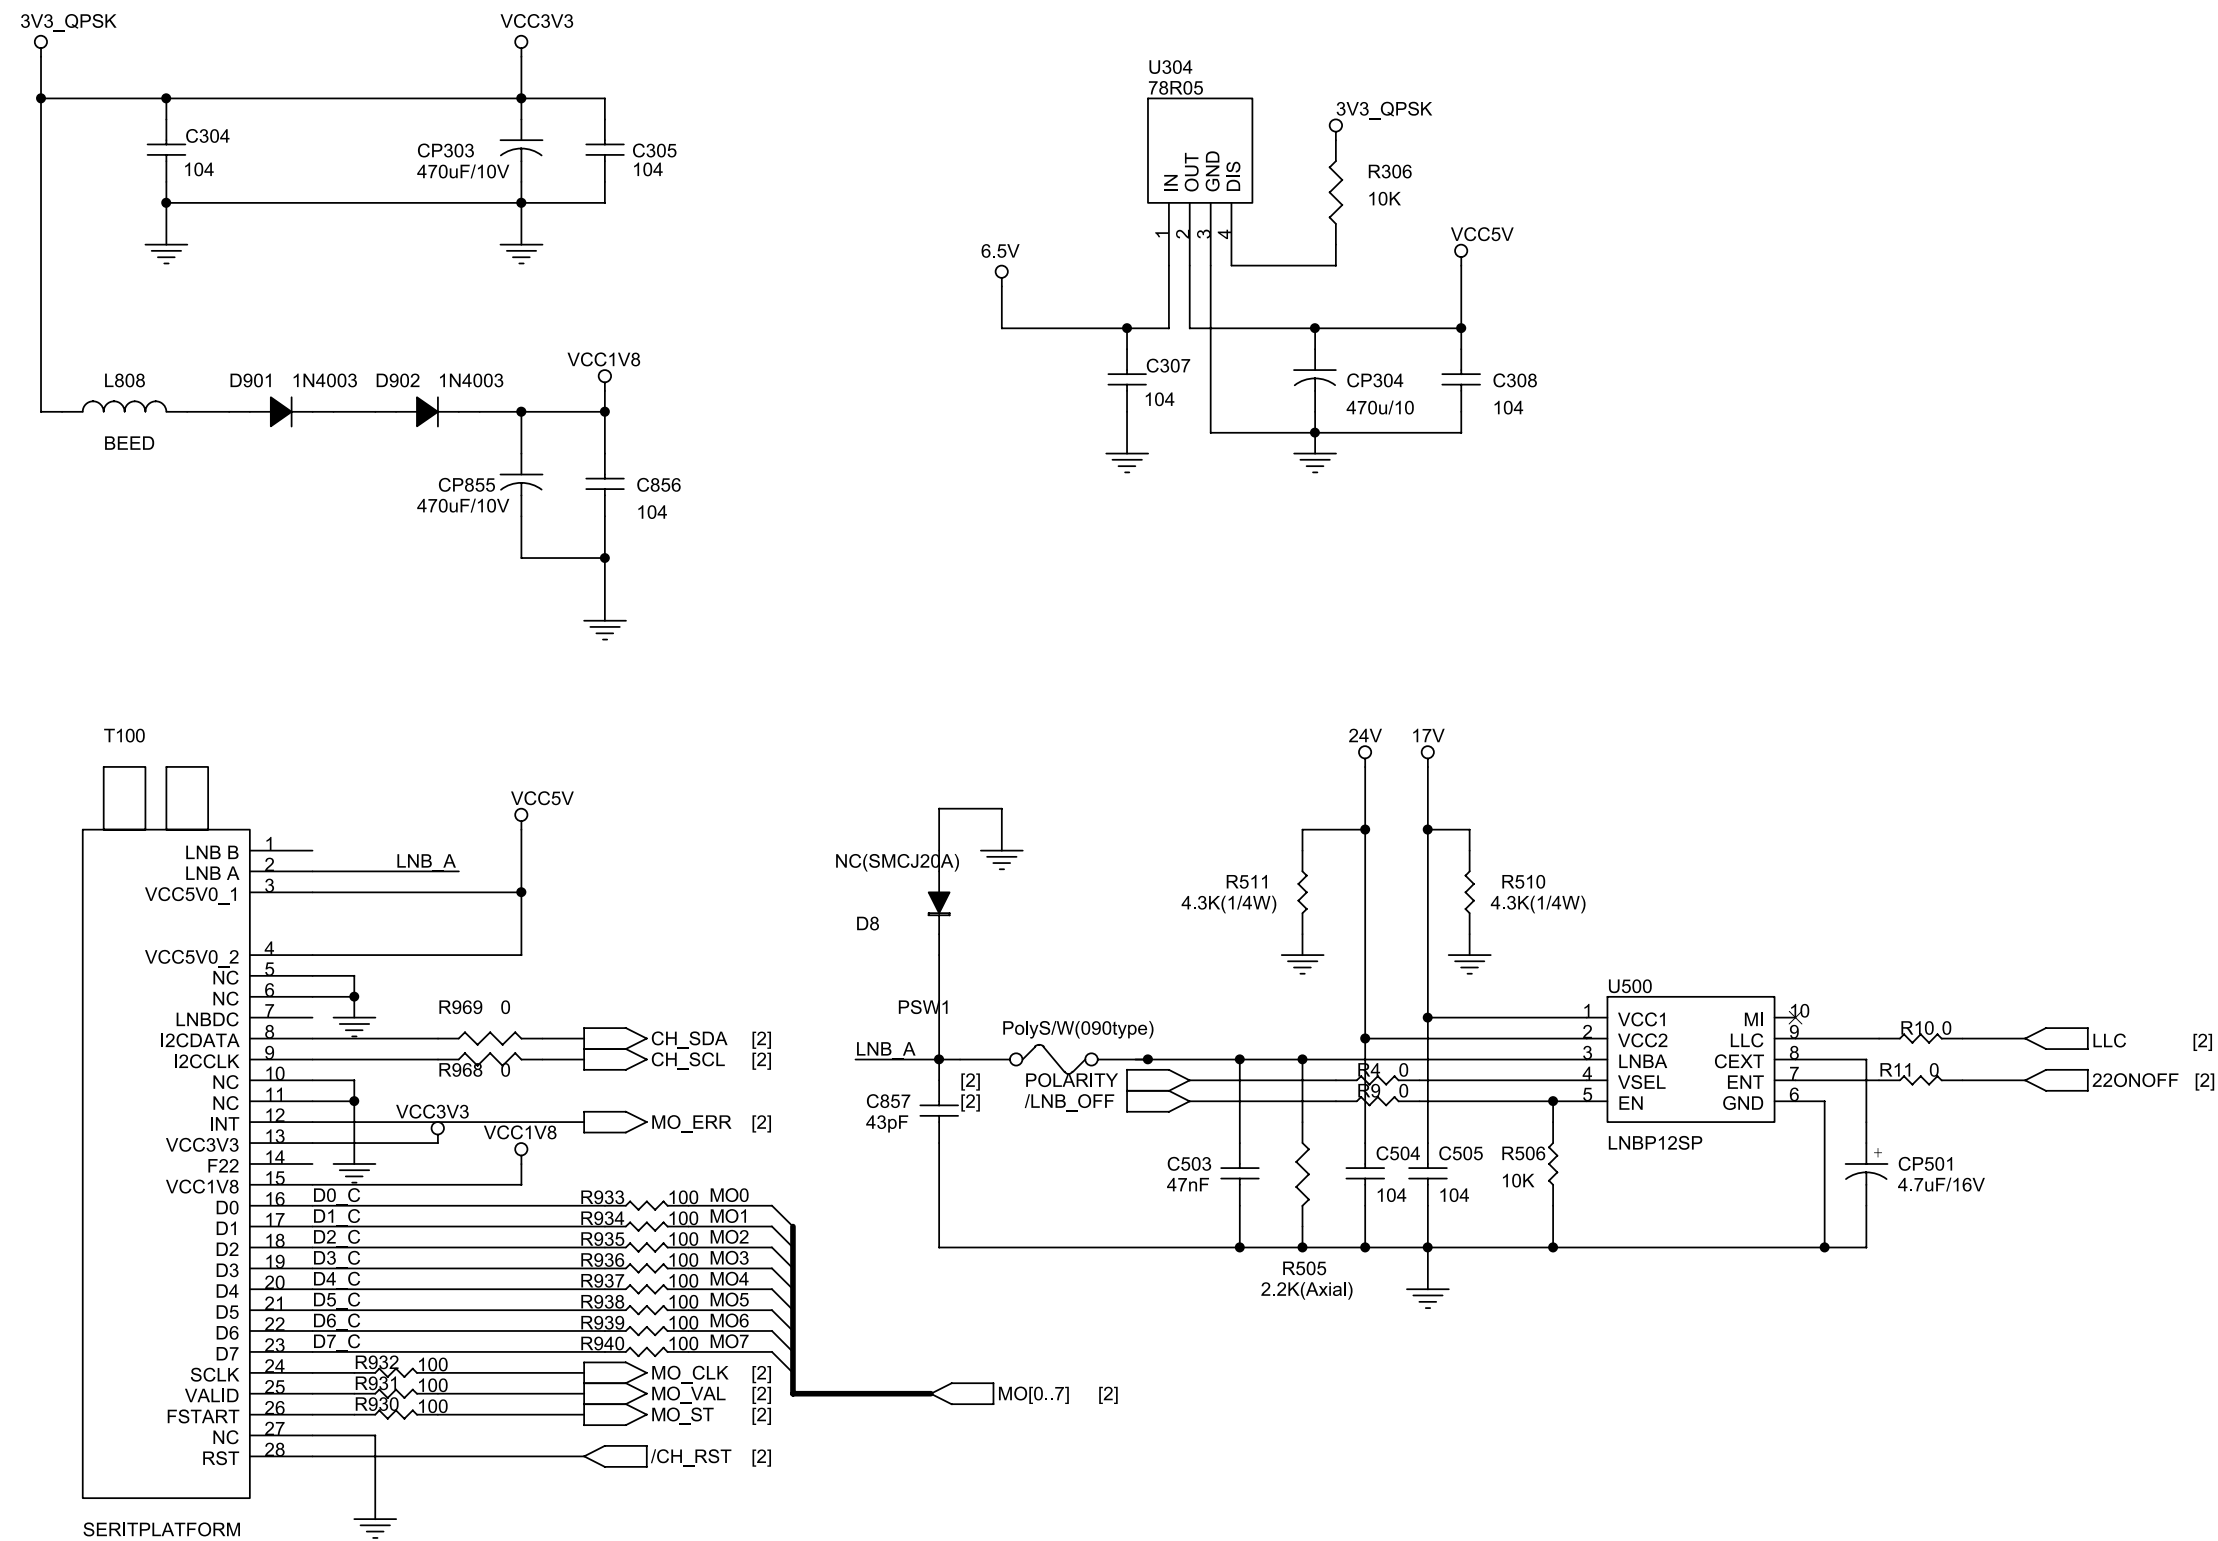 3V3_QPSK
VCC3V3
C304
104
CP303
470uF/10V
C305
104
L808
BEED
D901
1N4003
D902
1N4003
VCC1V8
CP855
470uF/10V
C856
104
U304
78R05
IN
OUT
GND
DIS
1
2
3
4
3V3_QPSK
R306
10K
6.5V
VCC5V
C307
104
CP304
470u/10
C308
104
T100
VCC5V
LNB B 1
LNB A 2 LNB_A
VCC5V0_1 3
VCC5V0_2 4
NC 5
NC 6
LNBDC 7
R969 0
I2CDATA 8 CH_SDA [2]
I2CCLK 9 CH_SCL [2]
R968 0
NC 10
NC 11
INT 12 MO_ERR [2]
VCC3V3
VCC3V3 13
VCC1V8
F22 14
VCC1V8 15
D0 16 D0_C R933 100 MO0
D1 17 D1_C R934 100 MO1
D2 18 D2_C R935 100 MO2
D3 19 D3_C R936 100 MO3
D4 20 D4_C R937 100 MO4
D5 21 D5_C R938 100 MO5
D6 22 D6_C R939 100 MO6
D7 23 D7_C R940 100 MO7
SCLK 24 R932 100 MO_CLK [2]
VALID 25 R931 100 MO_VAL [2]
FSTART 26 R930 100 MO_ST [2]
NC 27
RST 28 /CH_RST [2]
MO[0..7] [2]
SERITPLATFORM
24V
17V
NC(SMCJ20A)
D8
R511
4.3K(1/4W)
R510
4.3K(1/4W)
PSW1
PolyS/W(090type)
LNB_A
[2] POLARITY R4 0
[2] /LNB_OFF R9 0
C857
43pF
C503
47nF
R505
2.2K(Axial)
C504
104
C505
104
R506
10K
U500
1 VCC1 MI 10
2 VCC2 LLC 9 R10 0 LLC [2]
3 LNBA CEXT 8
4 VSEL ENT 7 R11 0 22ONOFF [2]
5 EN GND 6
LNBP12SP
+
CP501
4.7uF/16V